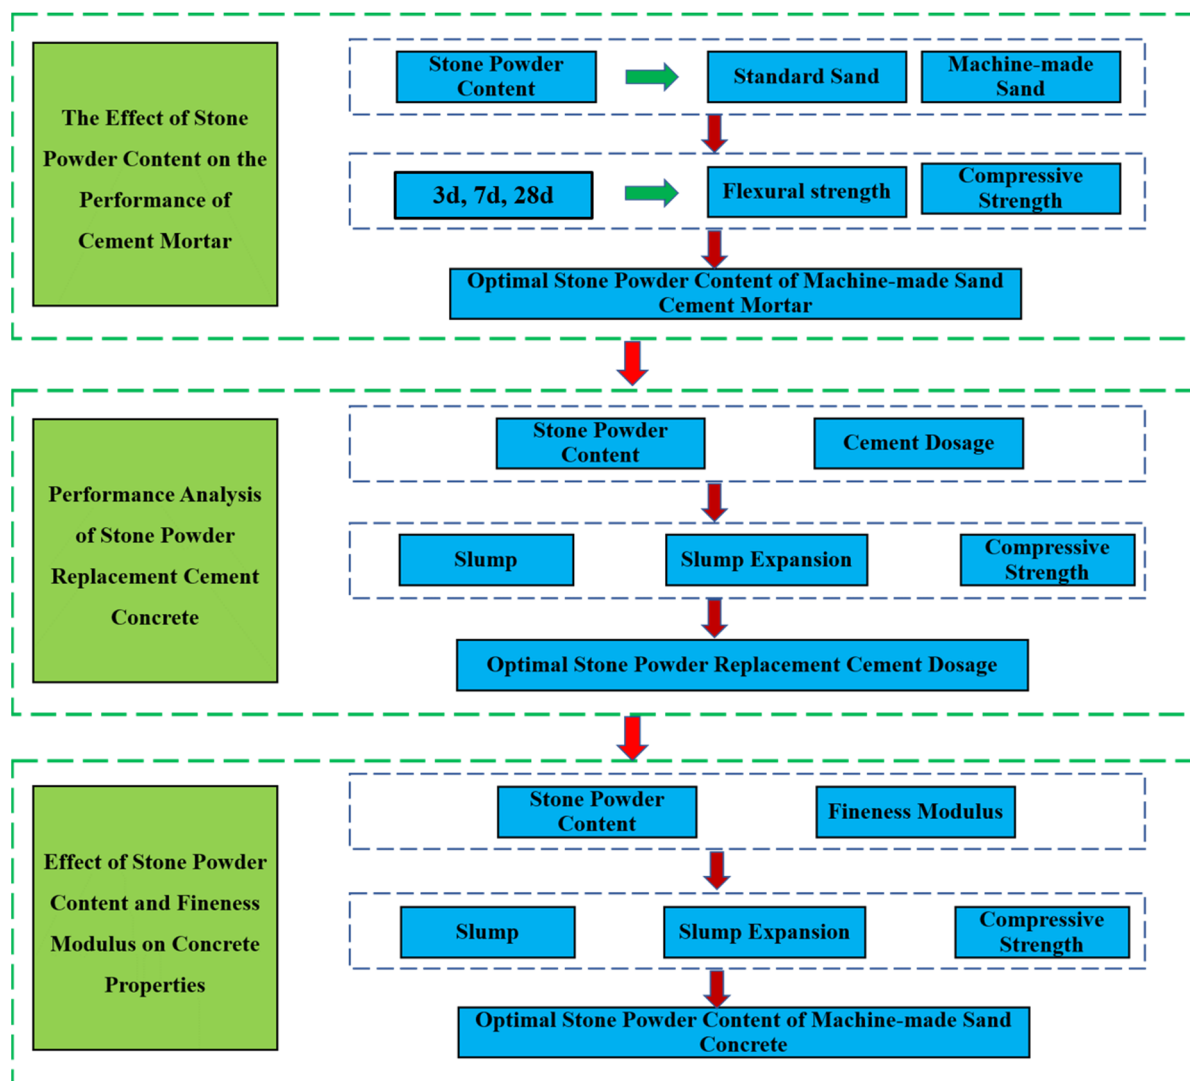 The Effect of Stone
Powder Content on the
Performance of
Cement Mortar
Stone Powder
Content
Standard Sand
Machine-made
Sand
3d, 7d, 28d
Flexural strength
Compressive
Strength
Optimal Stone Powder Content of Machine-made Sand
Cement Mortar
Performance Analysis
of Stone Powder
Replacement Cement
Concrete
Stone Powder
Content
Cement Dosage
Slump
Slump Expansion
Compressive
Strength
Optimal Stone Powder Replacement Cement Dosage
Effect of Stone Powder
Content and Fineness
Modulus on Concrete
Properties
Stone Powder
Content
Fineness Modulus
Slump
Slump Expansion
Compressive
Strength
Optimal Stone Powder Content of Machine-made Sand
Concrete